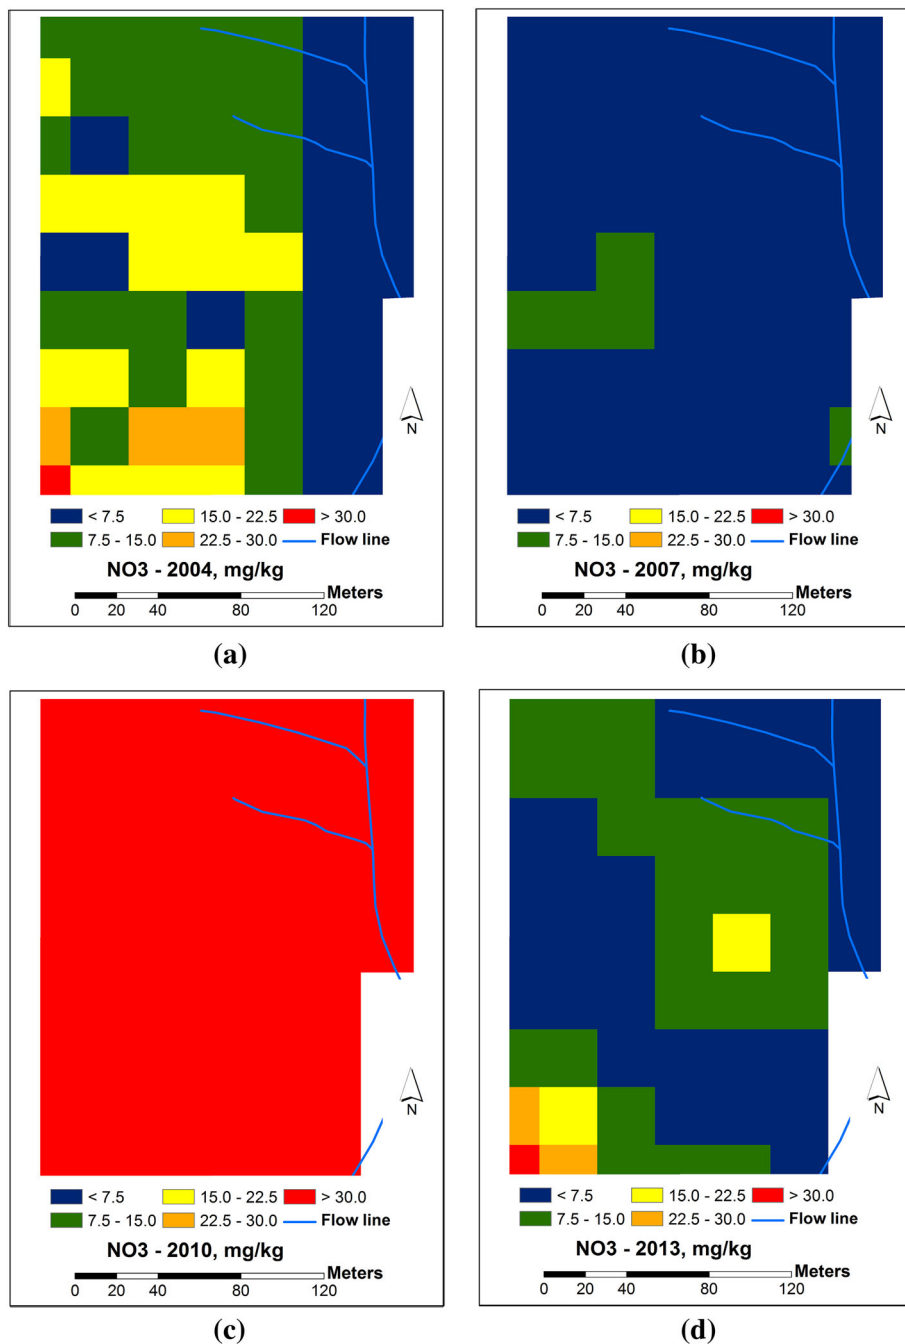 N
< 7.5 15.0 - 22.5 > 30.0
7.5 - 15.0 22.5 - 30.0 Flow line
NO3 - 2004, mg/kg
Meters
0 20 40 80 120
(a)
N
< 7.5 15.0 - 22.5 > 30.0
7.5 - 15.0 22.5 - 30.0 Flow line
NO3 - 2007, mg/kg
Meters
0 20 40 80 120
(b)
N
< 7.5 15.0 - 22.5 > 30.0
7.5 - 15.0 22.5 - 30.0 Flow line
NO3 - 2010, mg/kg
Meters
0 20 40 80 120
(c)
N
< 7.5 15.0 - 22.5 > 30.0
7.5 - 15.0 22.5 - 30.0 Flow line
NO3 - 2013, mg/kg
Meters
0 20 40 80 120
(d)